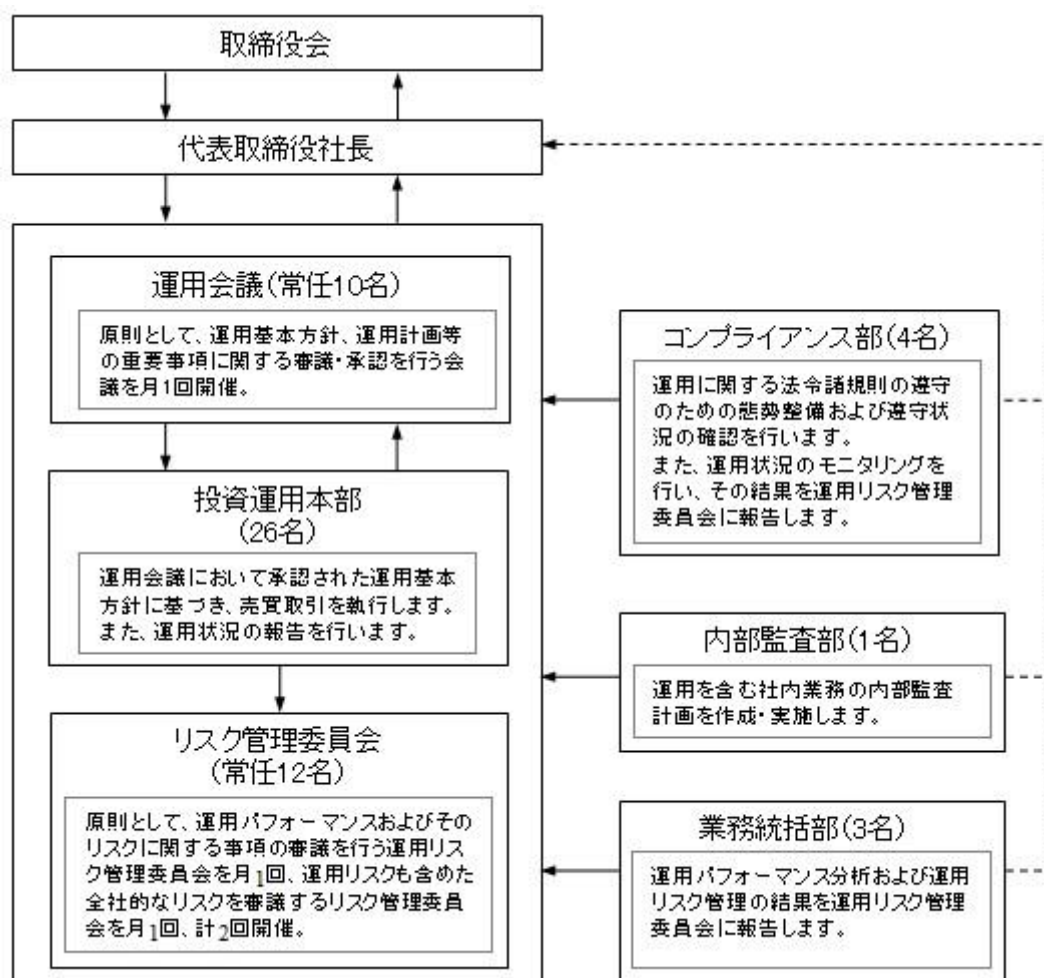 取締役会
代表取締役社長
運用会議(常任10名)
原則として、運用基本方針、運用計画等
の重要事項に関する審議・承認を行う会
議を月1回開催。
投資運用本部
(26名)
運用会議において承認された運用基本
方針に基づき、売買取引を執行します。
また、運用状況の報告を行います。
リスク管理委員会
(常任12名)
原則として、運用パフォーマンスおよびその
リスクに関する事項の審議を行う運用リス
ク管理委員会を月1回、運用リスクも含めた
全社的なリスクを審議するリスク管理委員
会を月1回、計2回開催。
コンプライアンス部(4名)
運用に関する法令諸規則の遵守
のための態勢整備および遵守状
況の確認を行います。
また、運用状況のモニタリングを
行い、その結果を運用リスク管理
委員会に報告します。
内部監査部(1名)
運用を含む社内業務の内部監査
計画を作成・実施します。
業務統括部(3名)
運用パフォーマンス分析および運用
リスク管理の結果を運用リスク管理
委員会に報告します。